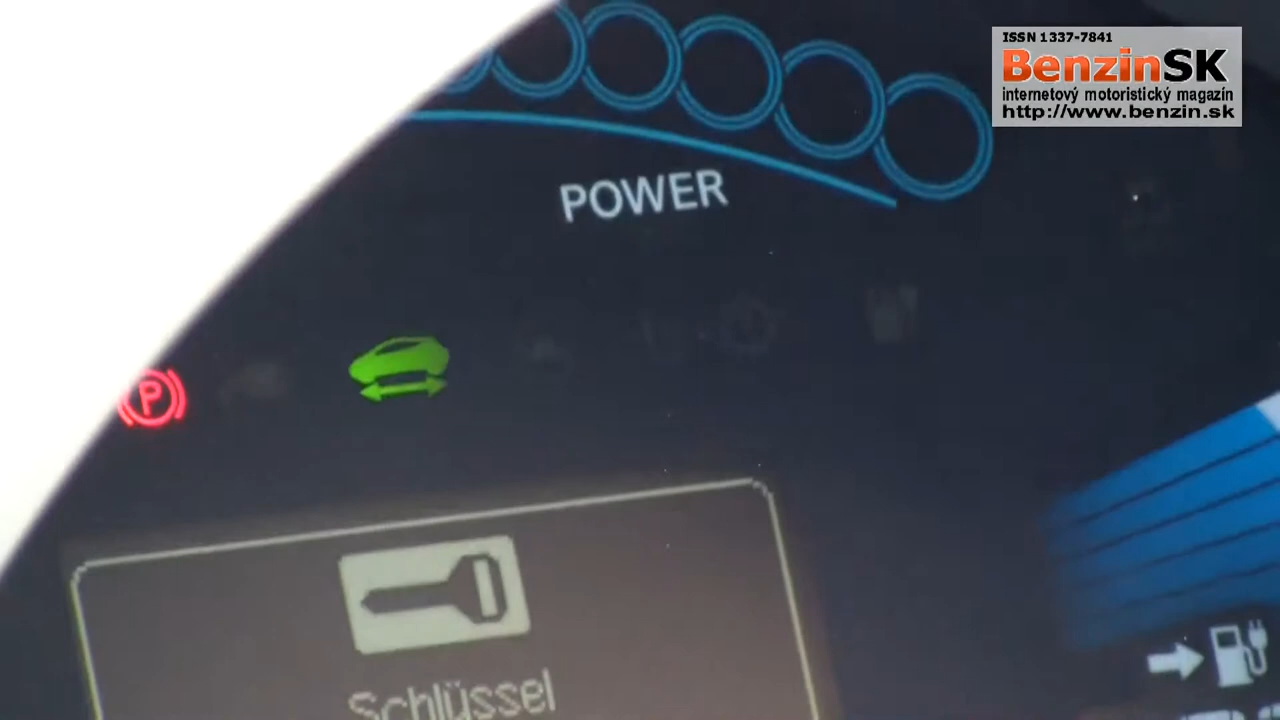 ISSN 1337-7841
BenzinSK
internetový motoristický magazín
http://www.benzin.sk
POWER
P
Schlüssel